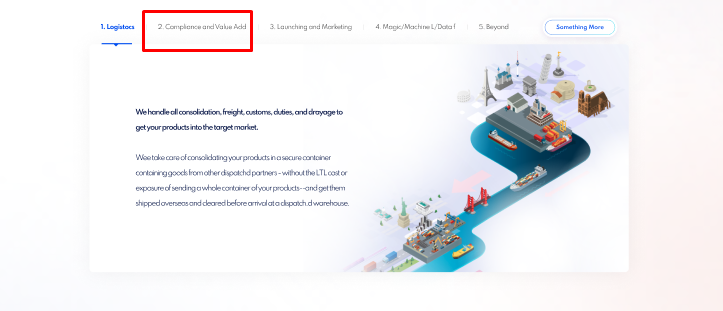 1. Logistics
2. Compliance and Value Add
3. Launching and Marketing
4. Magic/Machine L/Data f
5. Beyond
Something More
We handle all consolidation, freight, customs, duties, and drayage to
get your products into the target market.
Wee take care of consolidating your products in a secure container
containing goods from other dispatchd partners - without the LTL cost or
exposure of sending a whole container of your products--and get them
shipped overseas and cleared before arrival at a dispatch.d warehouse.